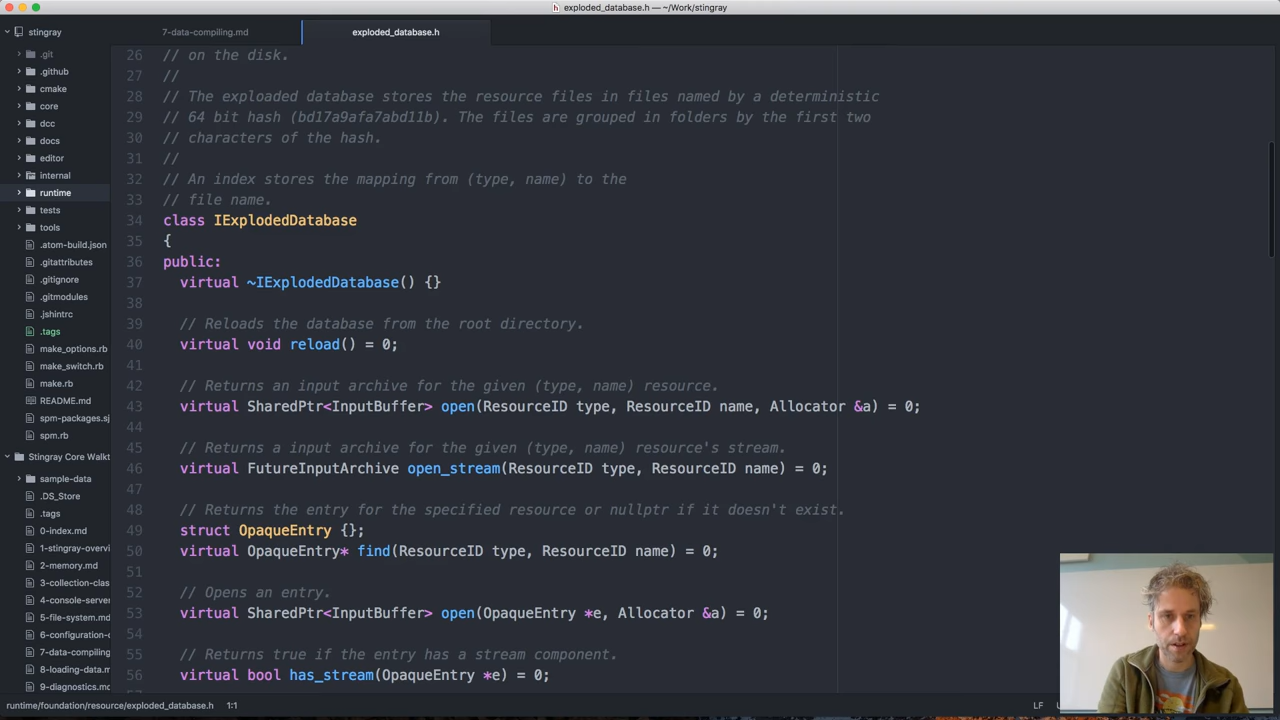 exploded_database.h — ~/Work/stingray
stingray
.git
.github
cmake
core
dcc
docs
editor
internal
runtime
tests
tools
.atom-build.json
.gitattributes
.gitignore
.gitmodules
.jshintrc
.tags
make_options.rb
make_switch.rb
make.rb
README.md
spm-packages.sj
spm.rb
Stingray Core Walkt
sample-data
.DS_Store
.tags
0-index.md
1-stingray-overvi
2-memory.md
3-collection-clas
4-console-server
5-file-system.md
6-configuration-d
7-data-compiling
8-loading-data.m
9-diagnostics.md
7-data-compiling.md
exploded_database.h
26 // on the disk.
27 //
28 // The exploaded database stores the resource files in files named by a deterministic
29 // 64 bit hash (bd17a9afa7abd11b). The files are grouped in folders by the first two
30 // characters of the hash.
31 //
32 // An index stores the mapping from (type, name) to the
33 // file name.
34 class IExplodedDatabase
35 {
36 public:
37 virtual ~IExplodedDatabase() {}
38
39 // Reloads the database from the root directory.
40 virtual void reload() = 0;
41
42 // Returns an input archive for the given (type, name) resource.
43 virtual SharedPtr<InputBuffer> open(ResourceID type, ResourceID name, Allocator &a) = 0;
44
45 // Returns a input archive for the given (type, name) resource's stream.
46 virtual FutureInputArchive open_stream(ResourceID type, ResourceID name) = 0;
47
48 // Returns the entry for the specified resource or nullptr if it doesn't exist.
49 struct OpaqueEntry {};
50 virtual OpaqueEntry* find(ResourceID type, ResourceID name) = 0;
51
52 // Opens an entry.
53 virtual SharedPtr<InputBuffer> open(OpaqueEntry *e, Allocator &a) = 0;
54
55 // Returns true if the entry has a stream component.
56 virtual bool has_stream(OpaqueEntry *e) = 0;
runtime/foundation/resource/exploded_database.h 1:1
LF